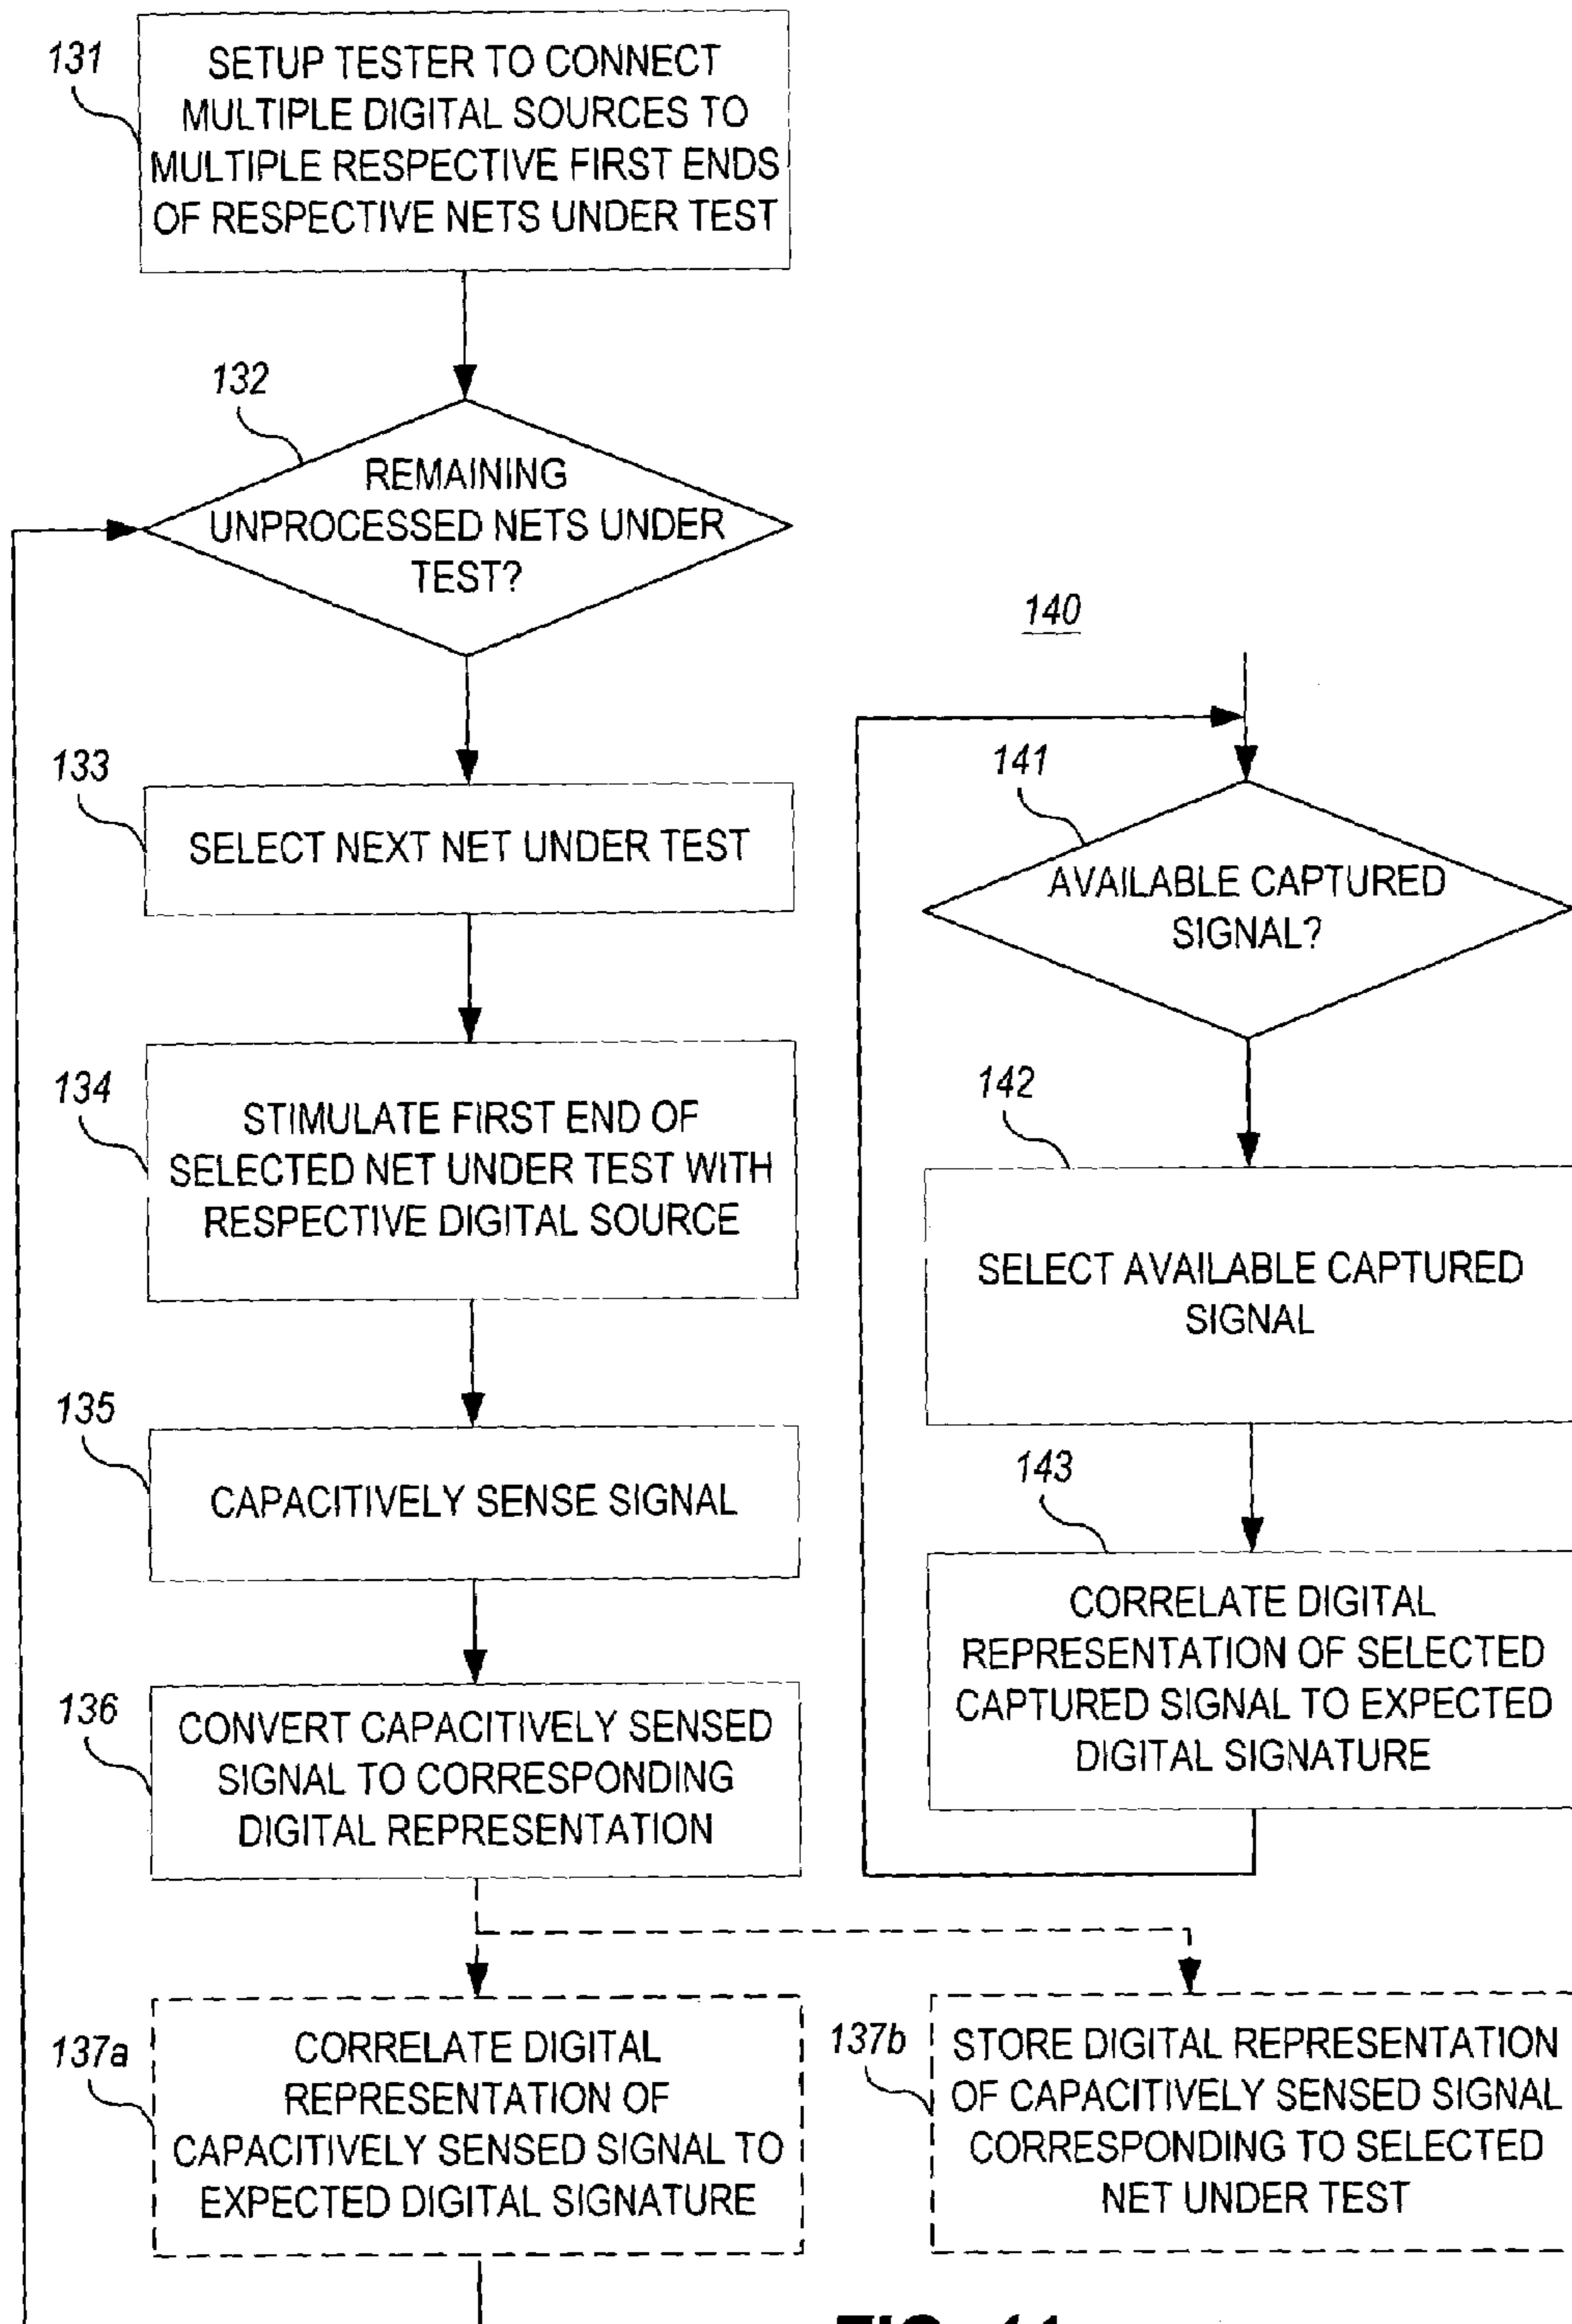 131
SETUP TESTER TO CONNECT
MULTIPLE DIGITAL SOURCES TO
MULTIPLE RESPECTIVE FIRST ENDS
OF RESPECTIVE NETS UNDER TEST
132
REMAINING
UNPROCESSED NETS UNDER
TEST?
133
SELECT NEXT NET UNDER TEST
134
STIMULATE FIRST END OF
SELECTED NET UNDER TEST WITH
RESPECTIVE DIGITAL SOURCE
135
CAPACITIVELY SENSE SIGNAL
136
CONVERT CAPACITIVELY SENSED
SIGNAL TO CORRESPONDING
DIGITAL REPRESENTATION
137a
CORRELATE DIGITAL
REPRESENTATION OF
CAPACITIVELY SENSED SIGNAL TO
EXPECTED DIGITAL SIGNATURE
137b
STORE DIGITAL REPRESENTATION
OF CAPACITIVELY SENSED SIGNAL
CORRESPONDING TO SELECTED
NET UNDER TEST
140
141
AVAILABLE CAPTURED
SIGNAL?
142
SELECT AVAILABLE CAPTURED
SIGNAL
143
CORRELATE DIGITAL
REPRESENTATION OF SELECTED
CAPTURED SIGNAL TO EXPECTED
DIGITAL SIGNATURE